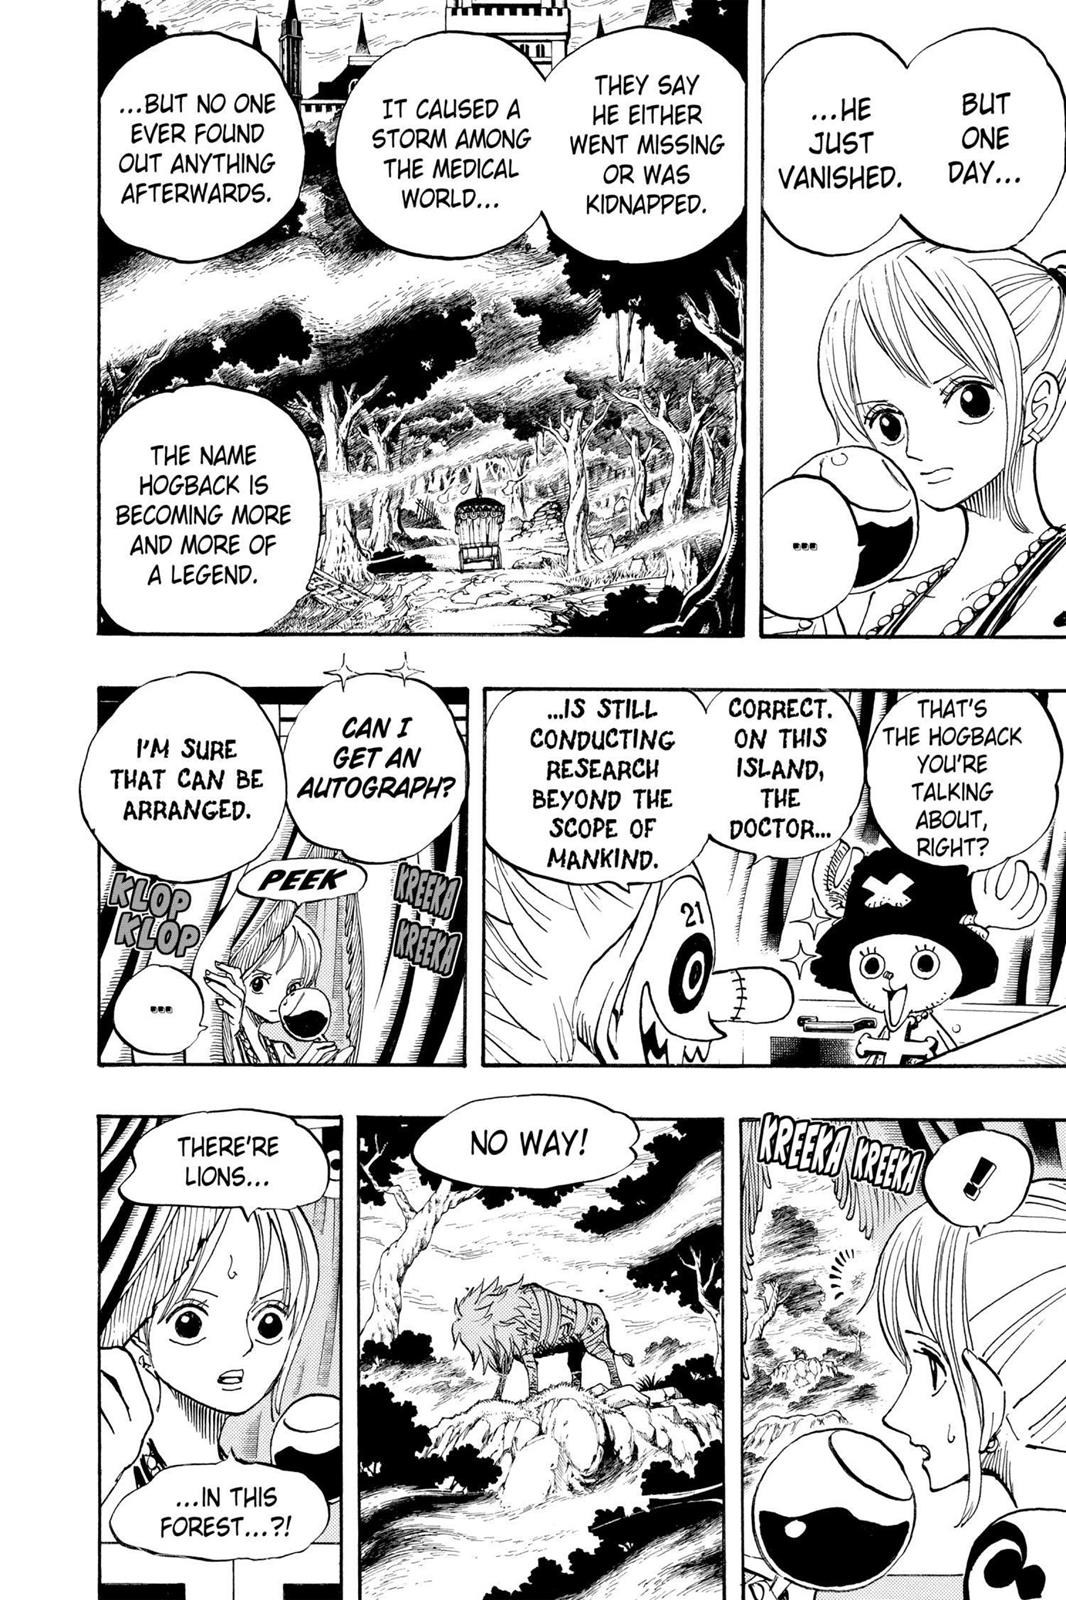 BUT
ONE
DAY...
...HE
JUST
VANISHED.
...
THEY SAY
HE EITHER
WENT MISSING
OR WAS
KIDNAPPED.
IT CAUSED A
STORM AMONG
THE MEDICAL
WORLD...
...BUT NO ONE
EVER FOUND
OUT ANYTHING
AFTERWARDS.
THE NAME
HOGBACK IS
BECOMING MORE
AND MORE OF
A LEGEND.
THAT'S
THE HOGBACK
YOU'RE
TALKING
ABOUT,
RIGHT?
CORRECT.
ON THIS
ISLAND,
THE
DOCTOR...
...IS STILL
CONDUCTING
RESEARCH
BEYOND THE
SCOPE OF
MANKIND.
21
CAN I
GET AN
AUTOGRAPH?
I'M SURE
THAT CAN BE
ARRANGED.
PEEK
KREEKA
KREEKA
KLOP
KLOP
...
KREEKA KREEKA
!
NO WAY!
THERE'RE
LIONS...
...IN THIS
FOREST...?!